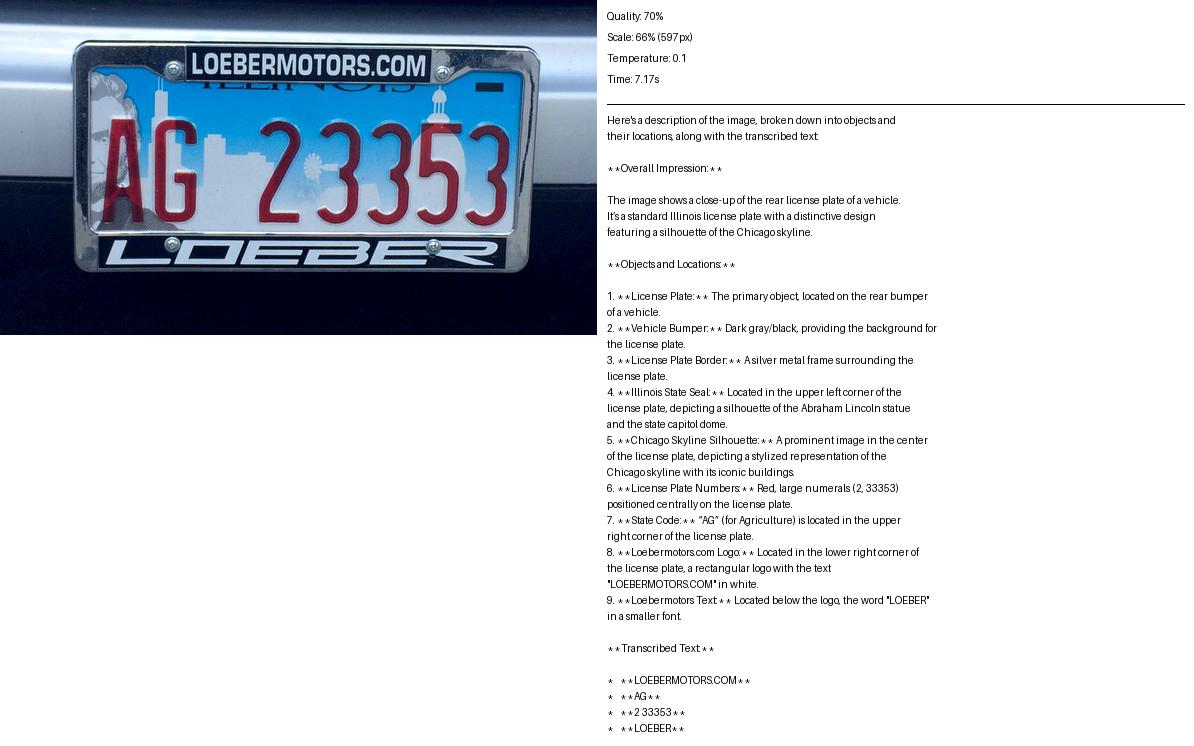 LOEBERMOTORS.COM
ILLINOIS
AG 23353
LOEBER
Quality: 70%
Scale: 66% (597px)
Temperature: 0.1
Time: 7.17s
Here's a description of the image, broken down into objects and
their locations, along with the transcribed text:
**Overall Impression:**
The image shows a close-up of the rear license plate of a vehicle.
It's a standard Illinois license plate with a distinctive design
featuring a silhouette of the Chicago skyline.
**Objects and Locations:**
1. **License Plate:** The primary object, located on the rear bumper
of a vehicle.
2. **Vehicle Bumper:** Dark gray/black, providing the background for
the license plate.
3. **License Plate Border:** A silver metal frame surrounding the
license plate.
4. **Illinois State Seal:** Located in the upper left corner of the
license plate, depicting a silhouette of the Abraham Lincoln statue
and the state capitol dome.
5. **Chicago Skyline Silhouette:** A prominent image in the center
of the license plate, depicting a stylized representation of the
Chicago skyline with its iconic buildings.
6. **License Plate Numbers:** Red, large numerals (2, 33353)
positioned centrally on the license plate.
7. **State Code:** "AG" (for Agriculture) is located in the upper
right corner of the license plate.
8. **Loebermotors.com Logo:** Located in the lower right corner of
the license plate, a rectangular logo with the text
"LOEBERMOTORS.COM" in white.
9. **Loebermotors Text:** Located below the logo, the word "LOEBER"
in a smaller font.
**Transcribed Text:**
* **LOEBERMOTORS.COM**
* **AG**
* **2 33353**
* **LOEBER**